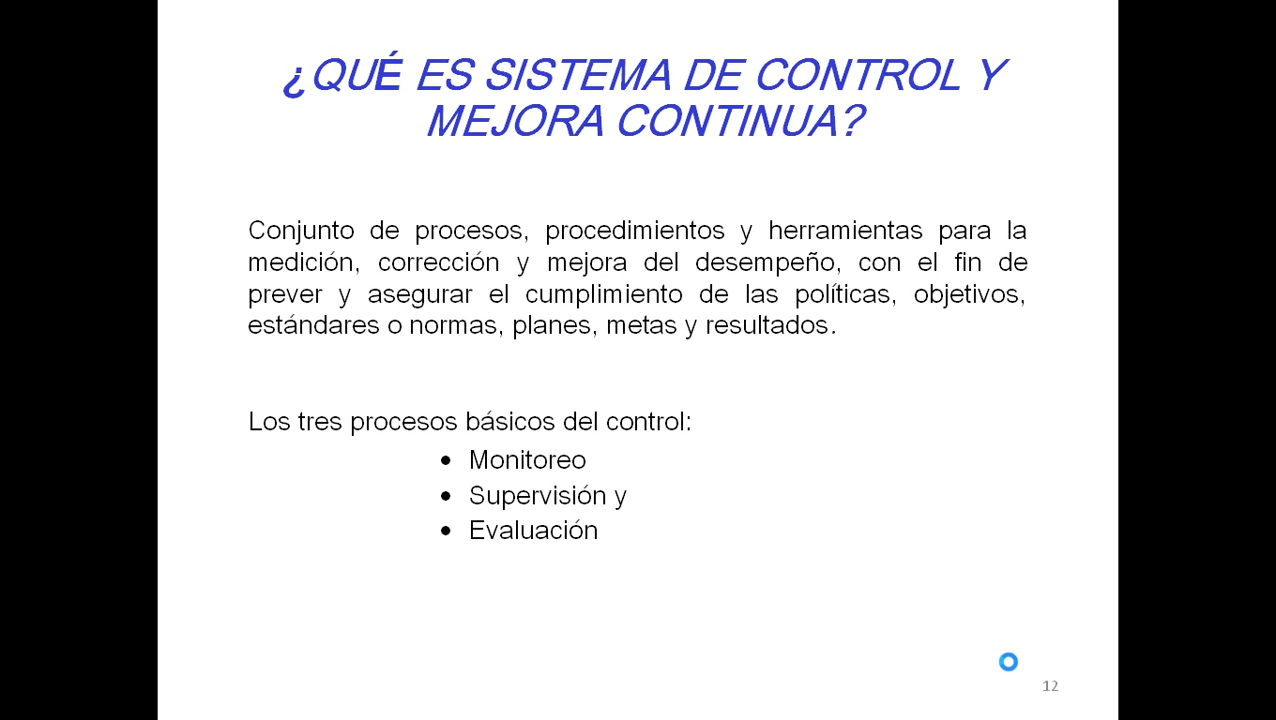 ¿QUÉ ES SISTEMA DE CONTROL Y
MEJORA CONTINUA?
Conjunto de procesos, procedimientos y herramientas para la
medición, corrección y mejora del desempeño, con el fin de
prever y asegurar el cumplimiento de las políticas, objetivos,
estándares o normas, planes, metas y resultados.
Los tres procesos básicos del control:
• Monitoreo
• Supervisión y
• Evaluación
12